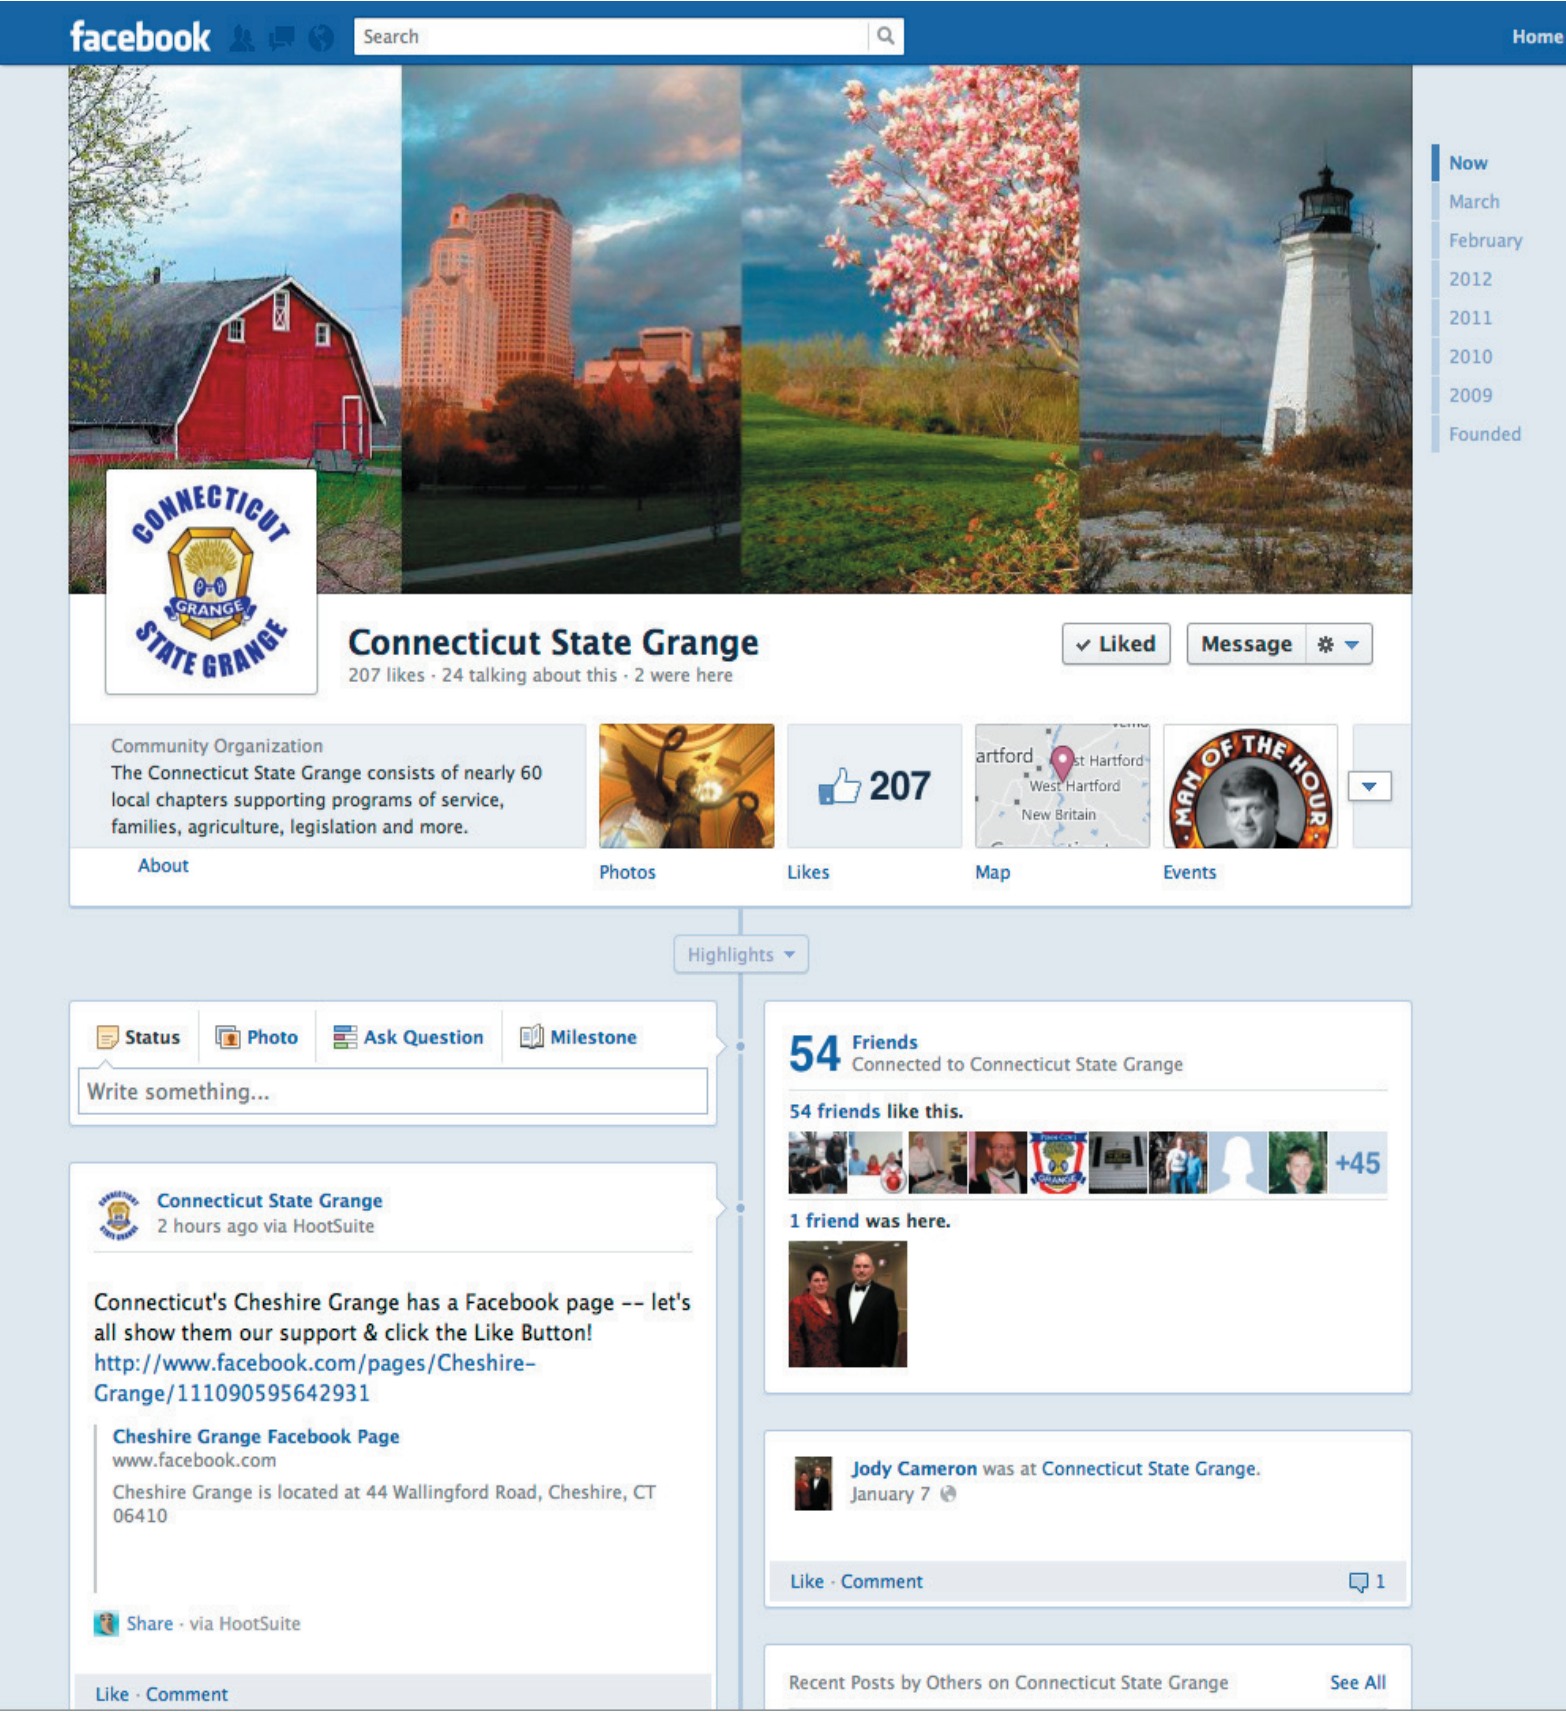 facebook
Search
Home
Now
March
February
2012
2011
2010
2009
Founded
CONNECTICUT
P H
GRANGE
STATE GRANGE
Connecticut State Grange
207 likes · 24 talking about this · 2 were here
✓ Liked
Message
Community Organization
The Connecticut State Grange consists of nearly 60
local chapters supporting programs of service,
families, agriculture, legislation and more.
About
Photos
207
Likes
artford
st Hartford
West Hartford
New Britain
Map
MAN OF THE HOUR
Events
Highlights
Status
Photo
Ask Question
Milestone
Write something...
Connecticut State Grange
2 hours ago via HootSuite
Connecticut's Cheshire Grange has a Facebook page -- let's
all show them our support & click the Like Button!
http://www.facebook.com/pages/Cheshire-
Grange/111090595642931
Cheshire Grange Facebook Page
www.facebook.com
Cheshire Grange is located at 44 Wallingford Road, Cheshire, CT
06410
Share · via HootSuite
Like · Comment
54 Friends
Connected to Connecticut State Grange
54 friends like this.
GRANGE
+45
1 friend was here.
Jody Cameron was at Connecticut State Grange.
January 7
Like · Comment
1
Recent Posts by Others on Connecticut State Grange
See All